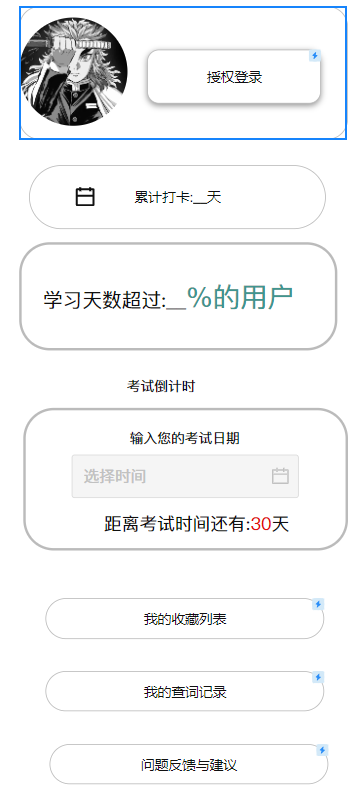 授权登录
累计打卡:__天
学习天数超过:__%的用户
考试倒计时
输入您的考试日期
选择时间
距离考试时间还有:30天
我的收藏列表
我的查词记录
问题反馈与建议